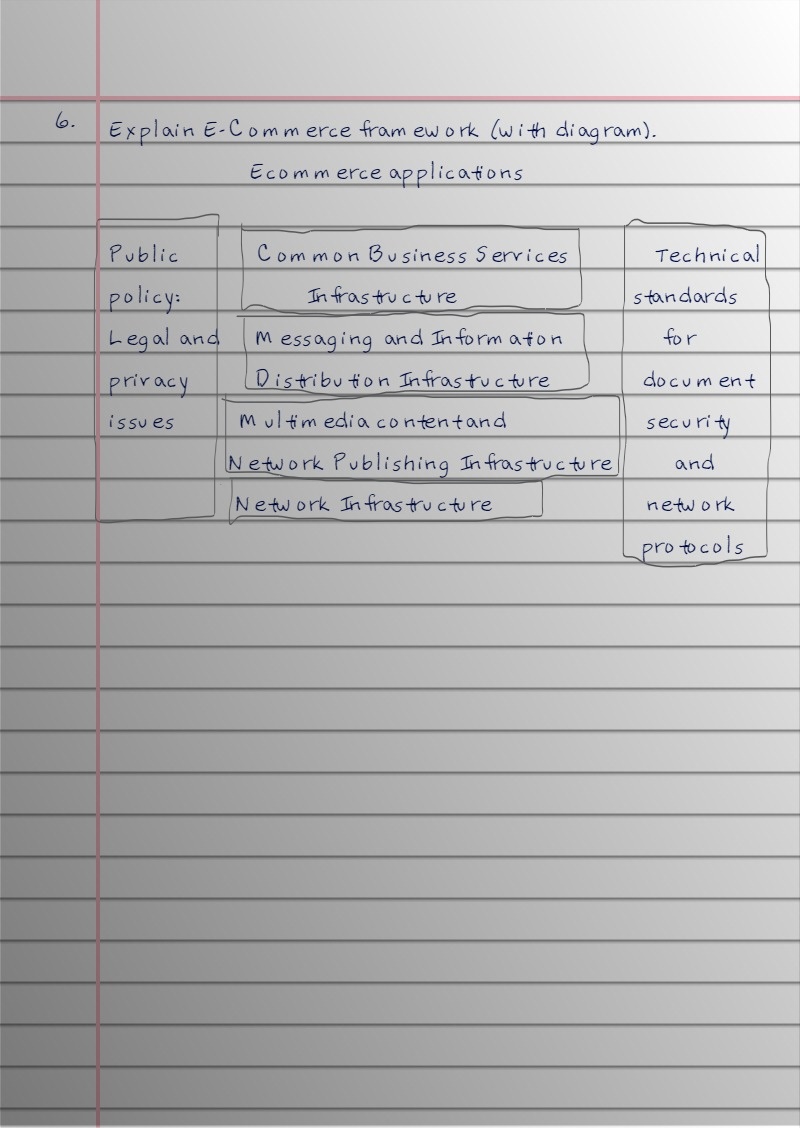 6. Explain E-Commerce framework (with diagram).
Ecommerce applications
Public
policy:
Legal and
privacy
issues
Common Business Services
Infrastructure
Messaging and Information
Distribution Infrastructure
Multimedia content and
Network Publishing Infrastructure
Network Infrastructure
Technical
standards
for
document
security
and
network
protocols